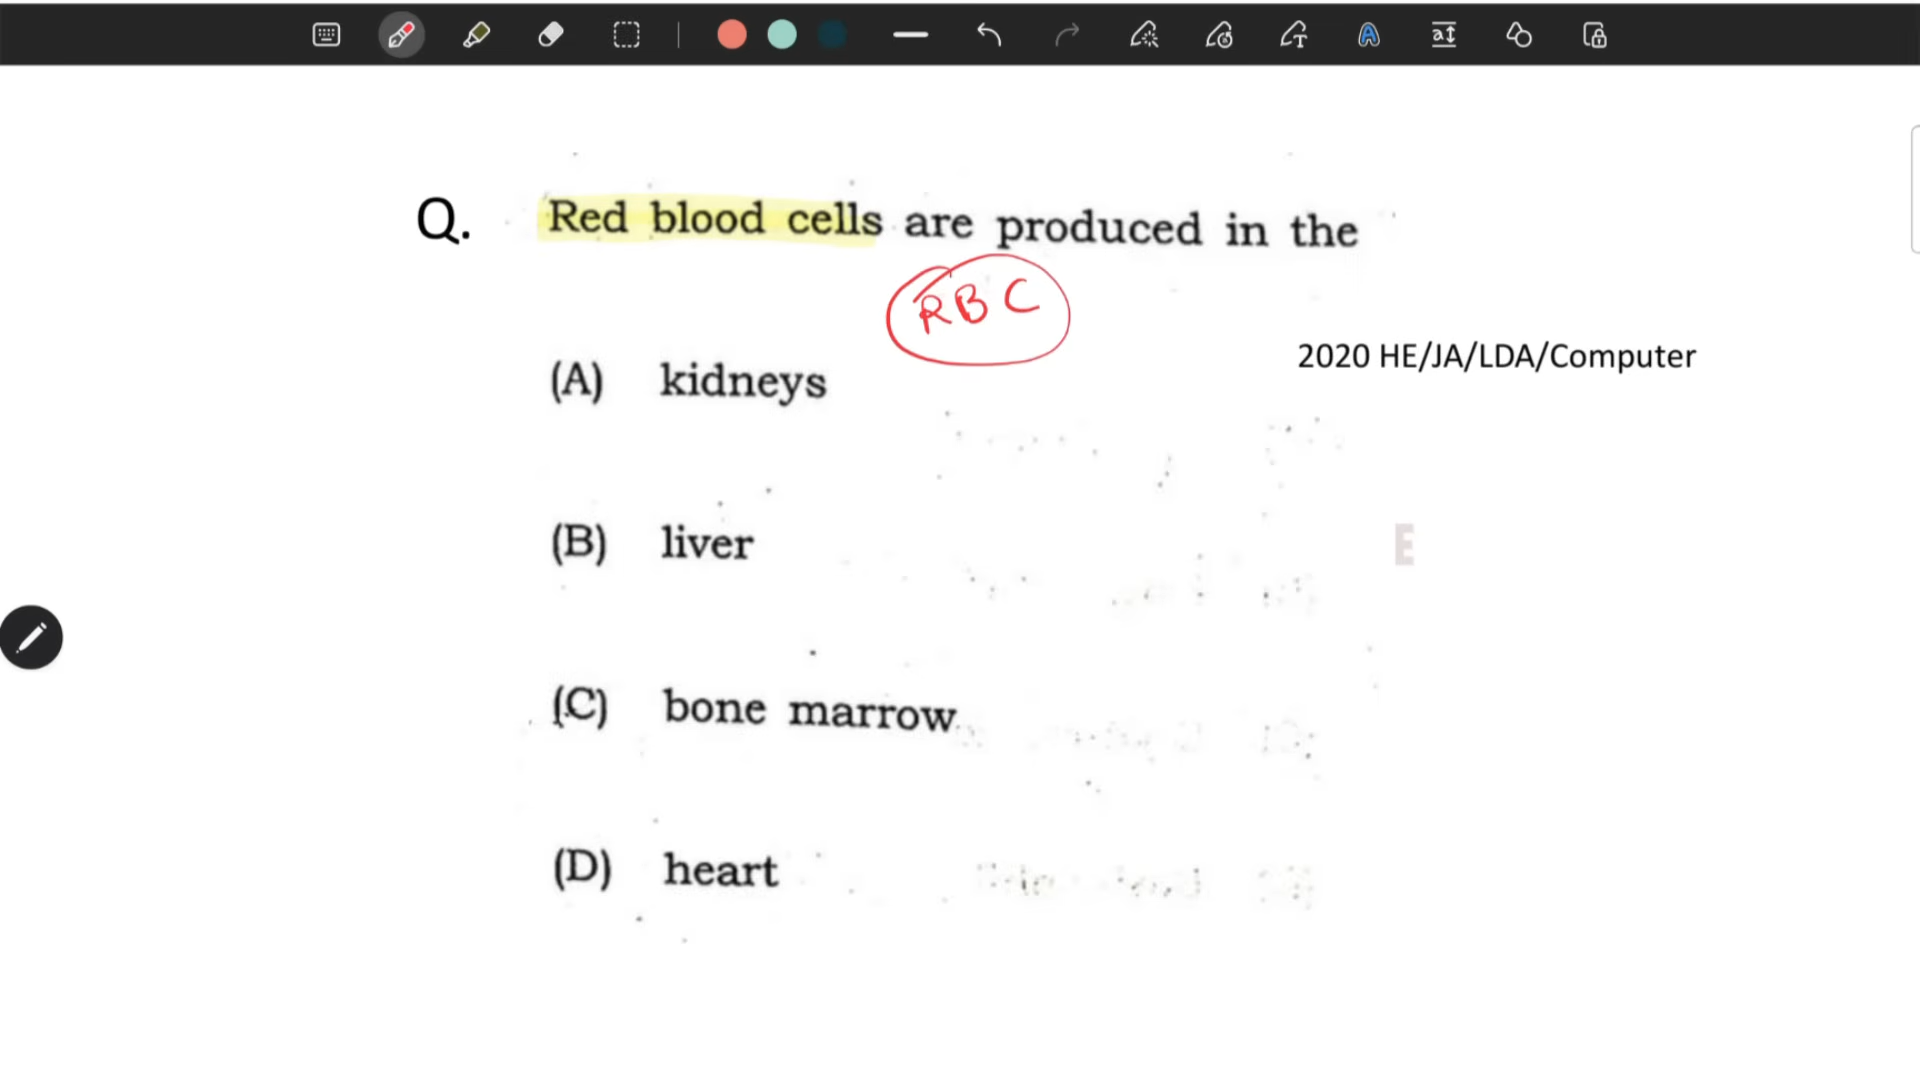 Q. Red blood cells are produced in the
RBC
2020 HE/JA/LDA/Computer
(A) kidneys
(B) liver
E
(C) bone marrow
(D) heart